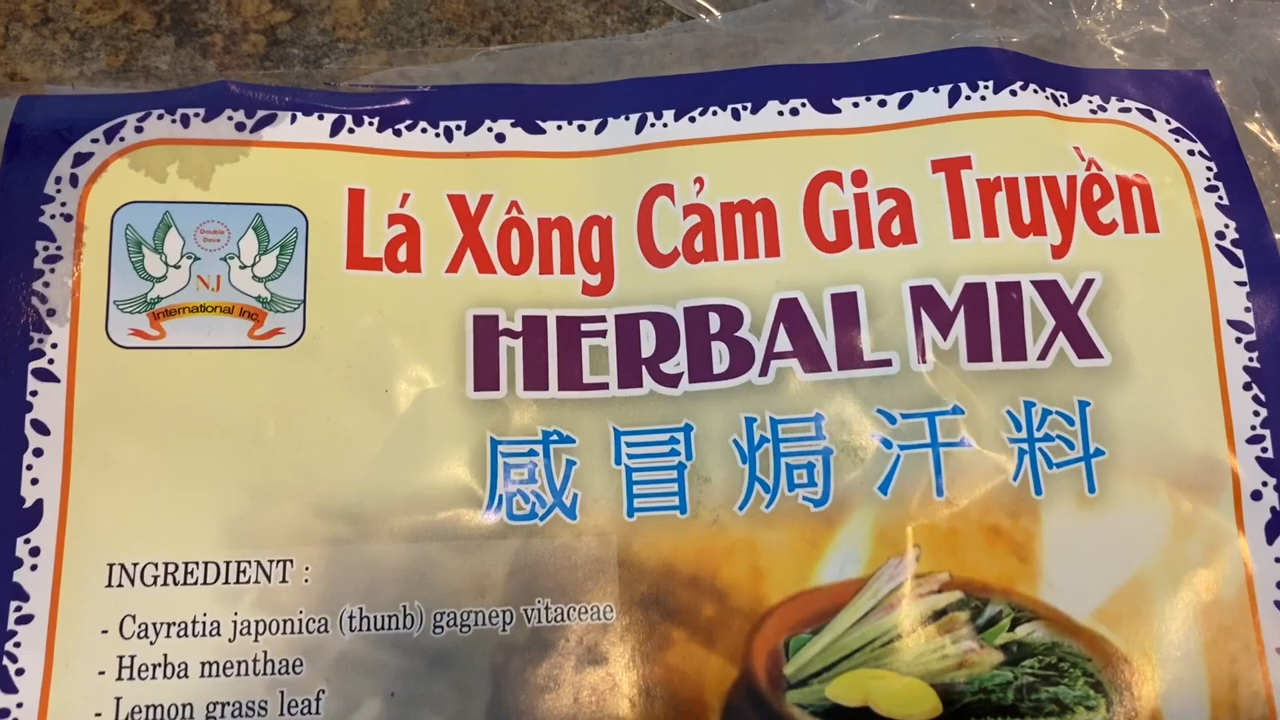 Lá Xông Cảm Gia Truyền
Double
Dove
N.J
International Inc.
HERBAL MIX
感冒焗汗料
INGREDIENT :
- Cayratia japonica (thunb) gagnep vitaceae
- Herba menthae
- Lemon grass leaf